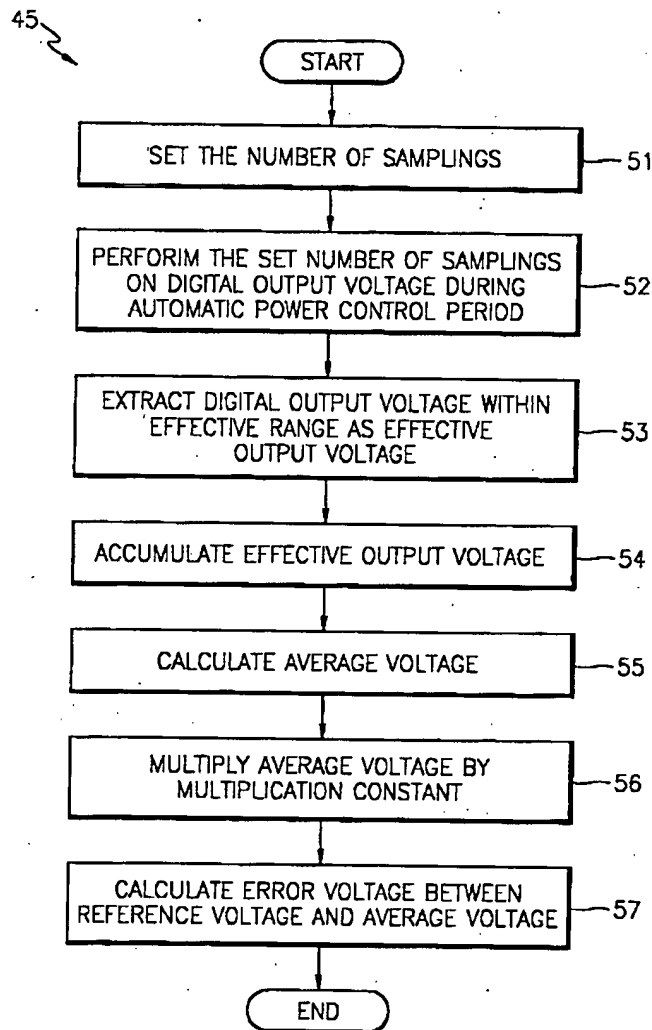 45
START
SET THE NUMBER OF SAMPLINGS
51
PERFORIM THE SET NUMBER OF SAMPLINGS
ON DIGITAL OUTPUT VOLTAGE DURING
AUTOMATIC POWER CONTROL PERIOD
52
EXTRACT DIGITAL OUTPUT VOLTAGE WITHIN
EFFECTIVE RANGE AS EFFECTIVE
OUTPUT VOLTAGE
53
ACCUMULATE EFFECTIVE OUTPUT VOLTAGE
54
CALCULATE AVERAGE VOLTAGE
55
MULTIPLY AVERAGE VOLTAGE BY
MULTIPLICATION CONSTANT
56
CALCULATE ERROR VOLTAGE BETWEEN
REFERENCE VOLTAGE AND AVERAGE VOLTAGE
57
END